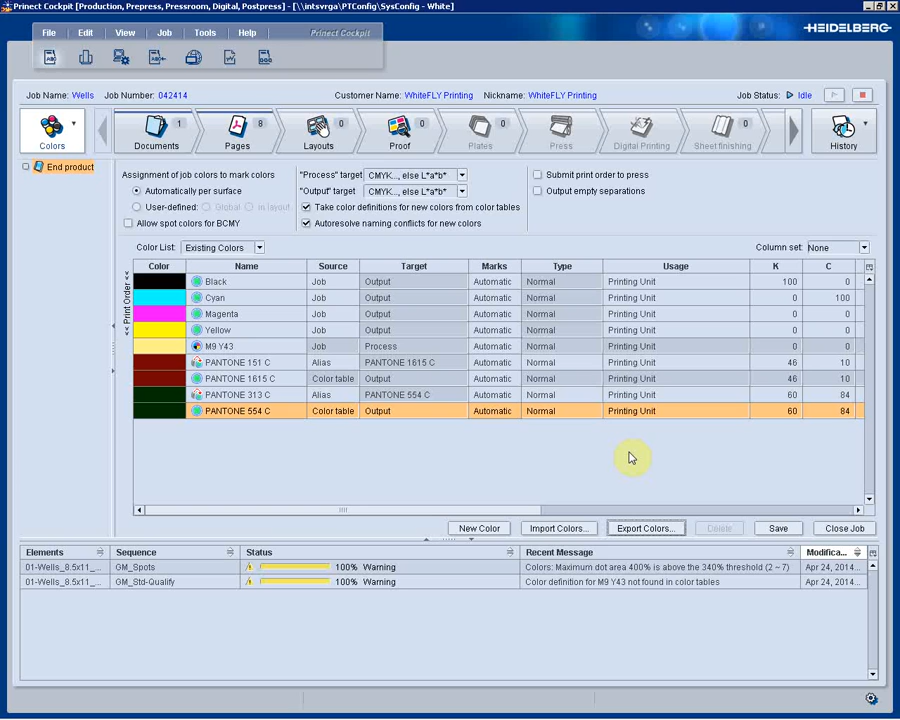 Prinect Cockpit [Production, Prepress, Pressroom, Digital, Postpress] - [\\intsvrga\PTConfig\SysConfig - White]
File Edit View Job Tools Help Prinect Cockpit
HEIDELBERG
Job Name: Wells Job Number: 042414 Customer Name: WhiteFLY Printing Nickname: WhiteFLY Printing Job Status: Idle
Colors Documents 1 Pages 8 Layouts 0 Proof 0 Plates 0 Press 0 Digital Printing 0 Sheet finishing 0 History
End product
Assignment of job colors to mark colors "Process" target CMYK..., else L*a*b* Submit print order to press
Automatically per surface "Output" target CMYK..., else L*a*b* Output empty separations
User-defined: Global in layout Take color definitions for new colors from color tables
Allow spot colors for BCMY Autoresolve naming conflicts for new colors
Color List: Existing Colors Column set: None
<< Print Order <<
Color Name Source Target Marks Type Usage K C
Black Job Output Automatic Normal Printing Unit 100 0
Cyan Job Output Automatic Normal Printing Unit 0 100
Magenta Job Output Automatic Normal Printing Unit 0 0
Yellow Job Output Automatic Normal Printing Unit 0 0
M9 Y43 Job Process Automatic Normal Printing Unit 0 0
PANTONE 151 C Alias PANTONE 1615 C Automatic Normal Printing Unit 46 10
PANTONE 1615 C Color table Output Automatic Normal Printing Unit 46 10
PANTONE 313 C Alias PANTONE 554 C Automatic Normal Printing Unit 60 84
PANTONE 554 C Color table Output Automatic Normal Printing Unit 60 84
New Color Import Colors... Export Colors... Delete Save Close Job
Elements Sequence Status Recent Message Modifica...
01-Wells_8.5x11_... GM_Spots 100% Warning Colors: Maximum dot area 400% is above the 340% threshold (2 ~ 7) Apr 24, 2014...
01-Wells_8.5x11_... GM_Std-Qualify 100% Warning Color definition for M9 Y43 not found in color tables Apr 24, 2014...